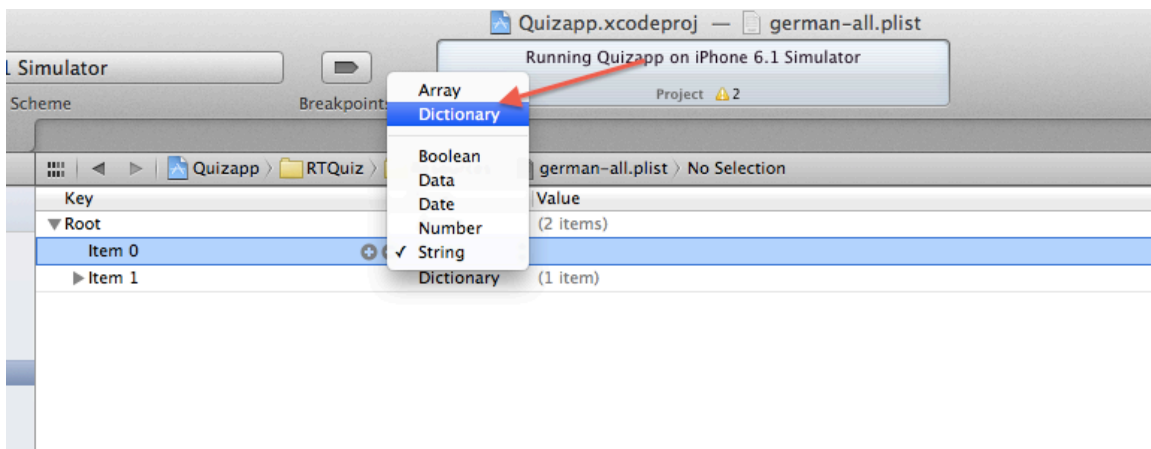 Quizapp.xcodeproj — german-all.plist
Running Quizapp on iPhone 6.1 Simulator
Simulator
Project 2
Scheme
Breakpoint
Array
Dictionary
Boolean
Data
Date
Number
✓ String
Quizapp
RTQuiz
german-all.plist
No Selection
Key
Value
Root
(2 items)
Item 0
Item 1
Dictionary
(1 item)